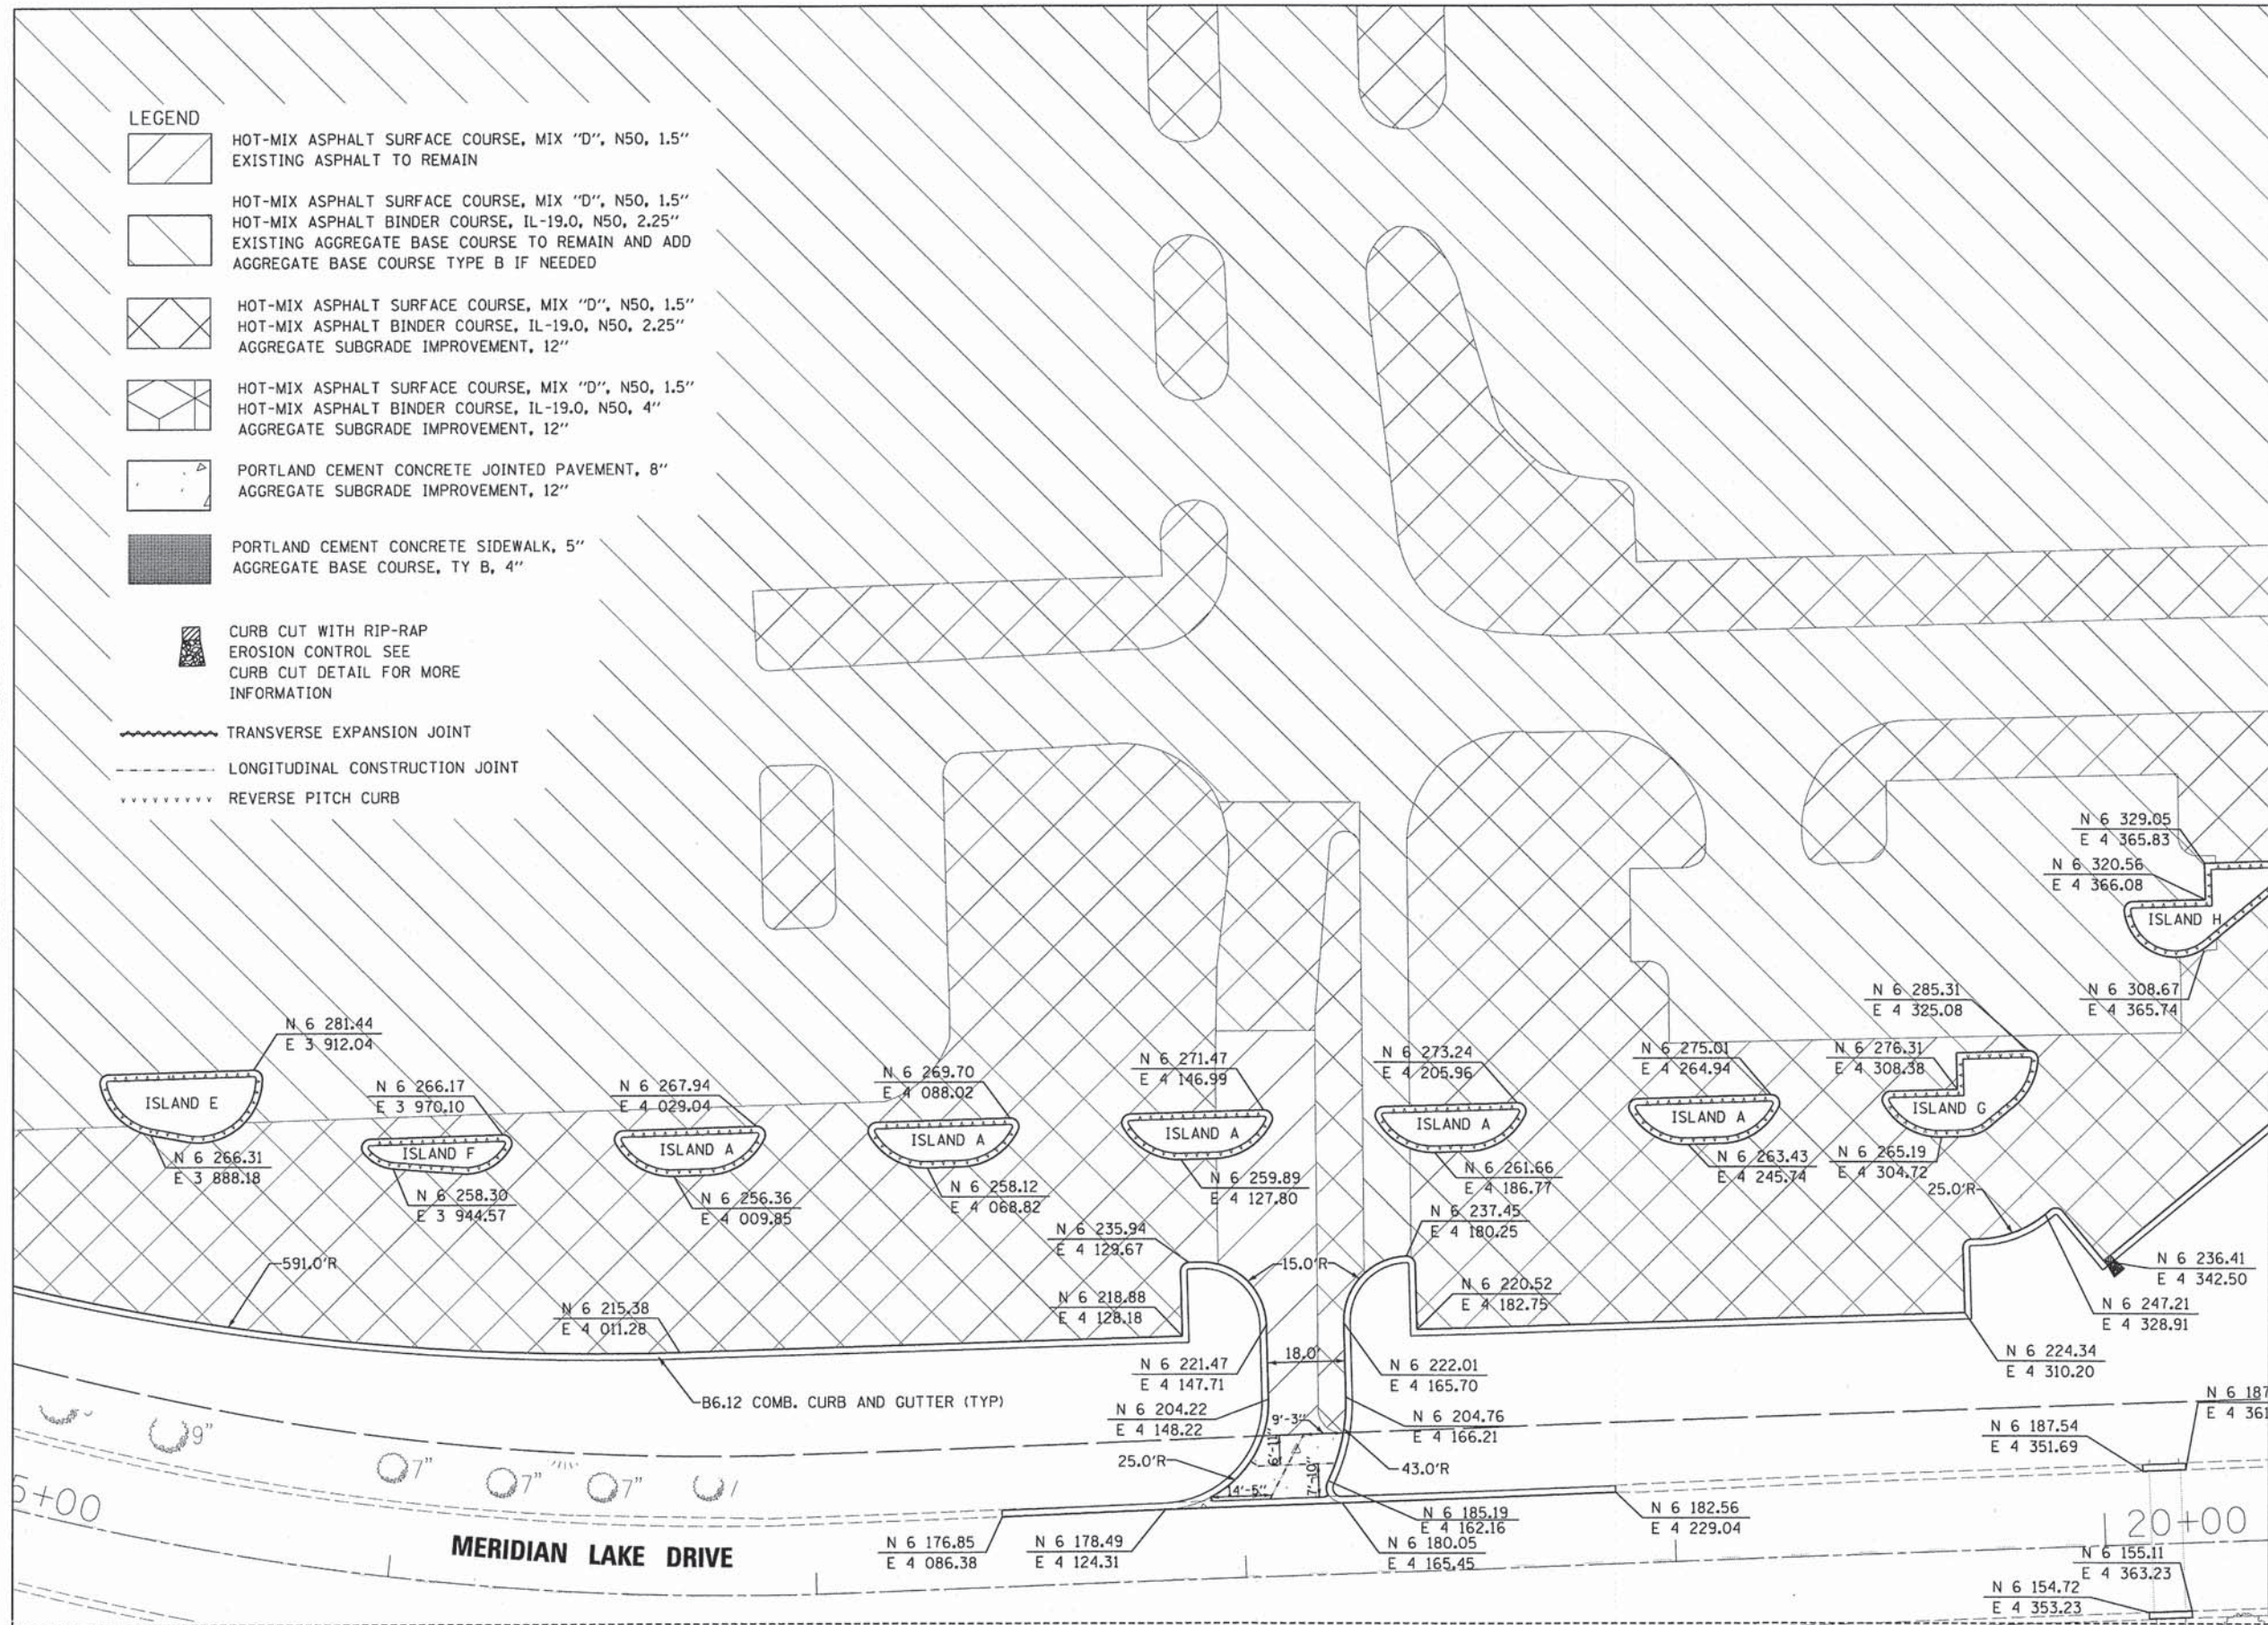 LEGEND
HOT-MIX ASPHALT SURFACE COURSE, MIX "D", N50, 1.5"
EXISTING ASPHALT TO REMAIN
HOT-MIX ASPHALT SURFACE COURSE, MIX "D", N50, 1.5"
HOT-MIX ASPHALT BINDER COURSE, IL-19.0, N50, 2.25"
EXISTING AGGREGATE BASE COURSE TO REMAIN AND ADD
AGGREGATE BASE COURSE TYPE B IF NEEDED
HOT-MIX ASPHALT SURFACE COURSE, MIX "D", N50, 1.5"
HOT-MIX ASPHALT BINDER COURSE, IL-19.0, N50, 2.25"
AGGREGATE SUBGRADE IMPROVEMENT, 12"
HOT-MIX ASPHALT SURFACE COURSE, MIX "D", N50, 1.5"
HOT-MIX ASPHALT BINDER COURSE, IL-19.0, N50, 4"
AGGREGATE SUBGRADE IMPROVEMENT, 12"
PORTLAND CEMENT CONCRETE JOINTED PAVEMENT, 8"
AGGREGATE SUBGRADE IMPROVEMENT, 12"
PORTLAND CEMENT CONCRETE SIDEWALK, 5"
AGGREGATE BASE COURSE, TY B, 4"
CURB CUT WITH RIP-RAP
EROSION CONTROL SEE
CURB CUT DETAIL FOR MORE
INFORMATION
TRANSVERSE EXPANSION JOINT
LONGITUDINAL CONSTRUCTION JOINT
REVERSE PITCH CURB
N 6 329.05
E 4 365.83
N 6 320.56
E 4 366.08
ISLAND H
N 6 308.67
E 4 365.74
N 6 285.31
E 4 325.08
N 6 281.44
E 3 912.04
ISLAND E
N 6 266.31
E 3 888.18
N 6 266.17
E 3 970.10
ISLAND F
N 6 258.30
E 3 944.57
N 6 267.94
E 4 029.04
ISLAND A
N 6 256.36
E 4 009.85
N 6 269.70
E 4 088.02
ISLAND A
N 6 258.12
E 4 068.82
N 6 271.47
E 4 146.99
ISLAND A
N 6 259.89
E 4 127.80
N 6 273.24
E 4 205.96
ISLAND A
N 6 261.66
E 4 186.77
N 6 275.01
E 4 264.94
ISLAND A
N 6 263.43
E 4 245.74
N 6 276.31
E 4 308.38
ISLAND G
N 6 265.19
E 4 304.72
25.0'R
N 6 235.94
E 4 129.67
15.0'R
N 6 237.45
E 4 180.25
591.0'R
N 6 215.38
E 4 011.28
N 6 218.88
E 4 128.18
N 6 220.52
E 4 182.75
N 6 236.41
E 4 342.50
N 6 247.21
E 4 328.91
N 6 224.34
E 4 310.20
B6.12 COMB. CURB AND GUTTER (TYP)
N 6 221.47
E 4 147.71
18.0'
N 6 222.01
E 4 165.70
N 6 204.22
E 4 148.22
9'-3"
N 6 204.76
E 4 166.21
6'-11"
25.0'R
43.0'R
14'-5"
7'-10"
N 6 187.54
E 4 351.69
N 6 187
E 4 361
9"
7"
7"
7"
5+00
MERIDIAN LAKE DRIVE
N 6 176.85
E 4 086.38
N 6 178.49
E 4 124.31
N 6 185.19
E 4 162.16
N 6 180.05
E 4 165.45
N 6 182.56
E 4 229.04
20+00
N 6 155.11
E 4 363.23
N 6 154.72
E 4 353.23